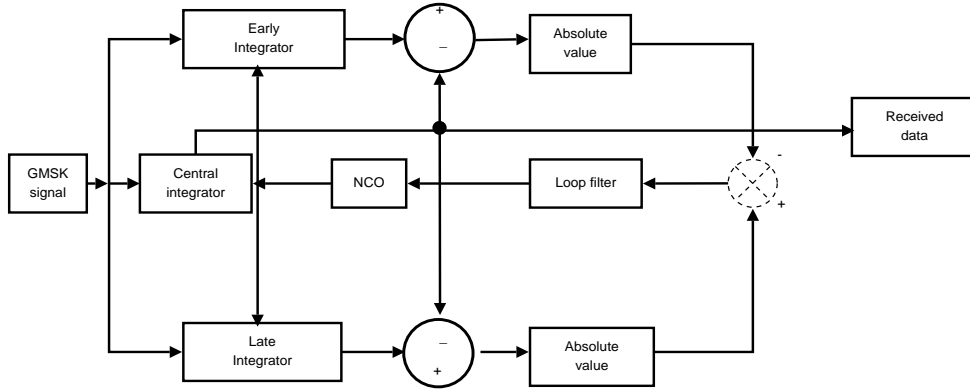 Early
Integrator
+
–
Absolute
value
Received
data
GMSK
signal
Central
integrator
NCO
Loop filter
-
+
Late
Integrator
–
+
Absolute
value